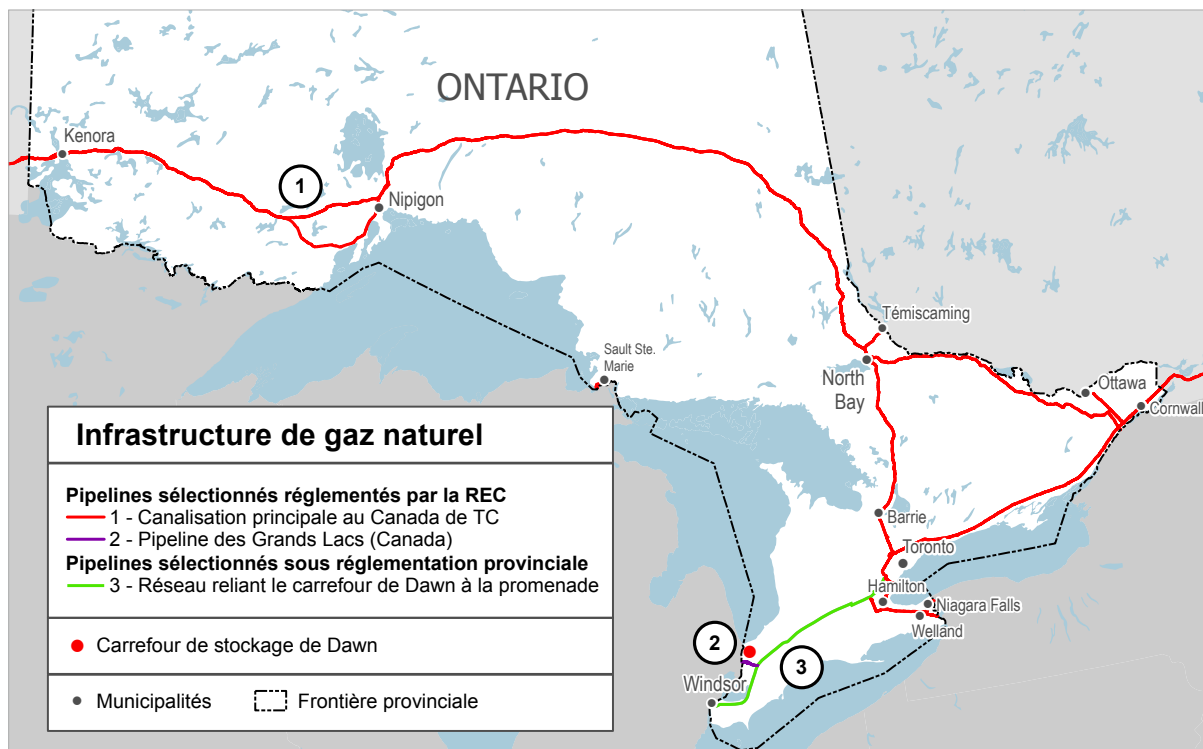 ONTARIO
Kenora
1
Nipigon
Témiscaming
Sault Ste.
Marie
North
Bay
Ottawa
Cornwall
Barrie
Toronto
Hamilton
Niagara Falls
Welland
2
3
Windsor
Infrastructure de gaz naturel
Pipelines sélectionnés réglementés par la REC
1 - Canalisation principale au Canada de TC
2 - Pipeline des Grands Lacs (Canada)
Pipelines sélectionnés sous réglementation provinciale
3 - Réseau reliant le carrefour de Dawn à la promenade
Carrefour de stockage de Dawn
Municipalités
Frontière provinciale